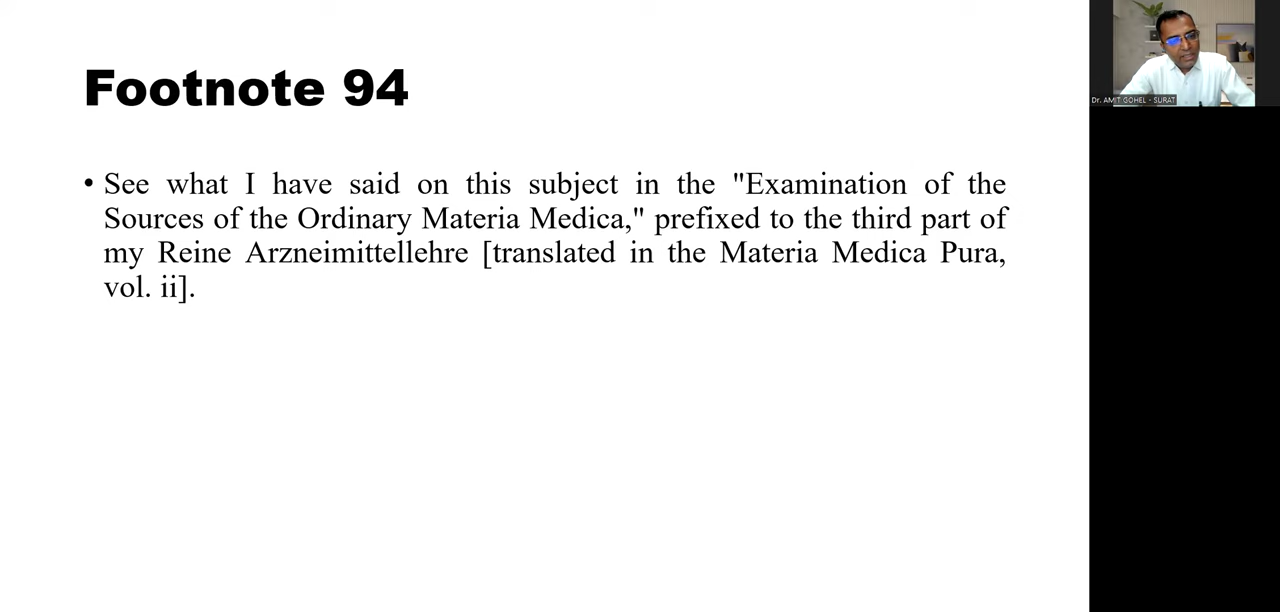 Footnote 94
• See what I have said on this subject in the "Examination of the
Sources of the Ordinary Materia Medica," prefixed to the third part of
my Reine Arzneimittellehre [translated in the Materia Medica Pura,
vol. ii].
Dr. AMIT GOHEL - SURAT